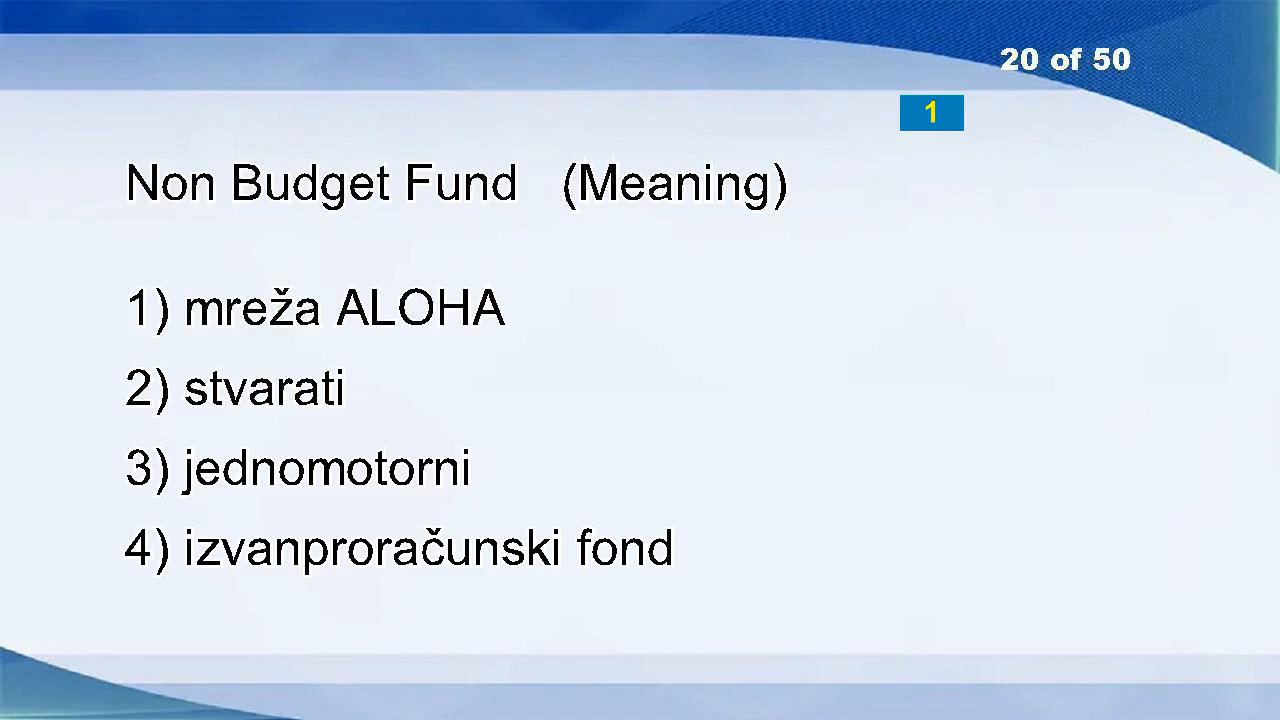 20 of 50
1
Non Budget Fund (Meaning)
1) mreža ALOHA
2) stvarati
3) jednomotorni
4) izvanproračunski fond